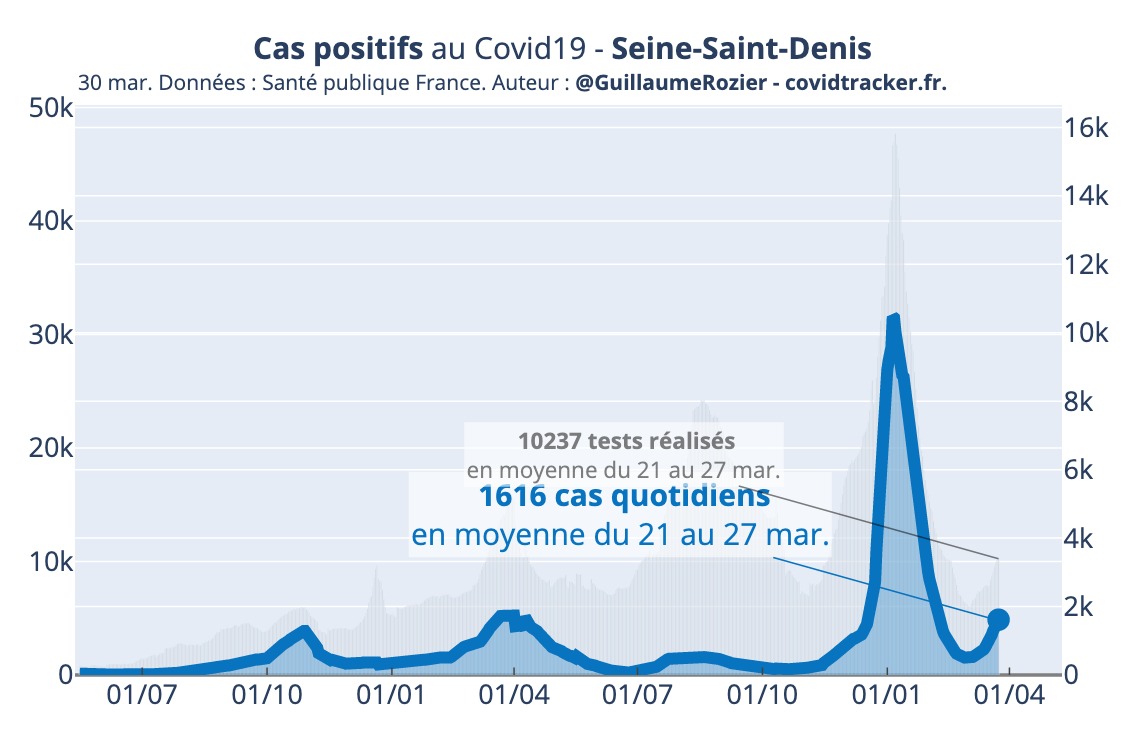 Cas positifs au Covid19 - Seine-Saint-Denis
30 mar. Données : Santé publique France. Auteur : @GuillaumeRozier - covidtracker.fr.
50k
40k
30k
20k
10k
0
16k
14k
12k
10k
8k
6k
4k
2k
0
10237 tests réalisés
en moyenne du 21 au 27 mar.
1616 cas quotidiens
en moyenne du 21 au 27 mar.
01/07 01/10 01/01 01/04 01/07 01/10 01/01 01/04